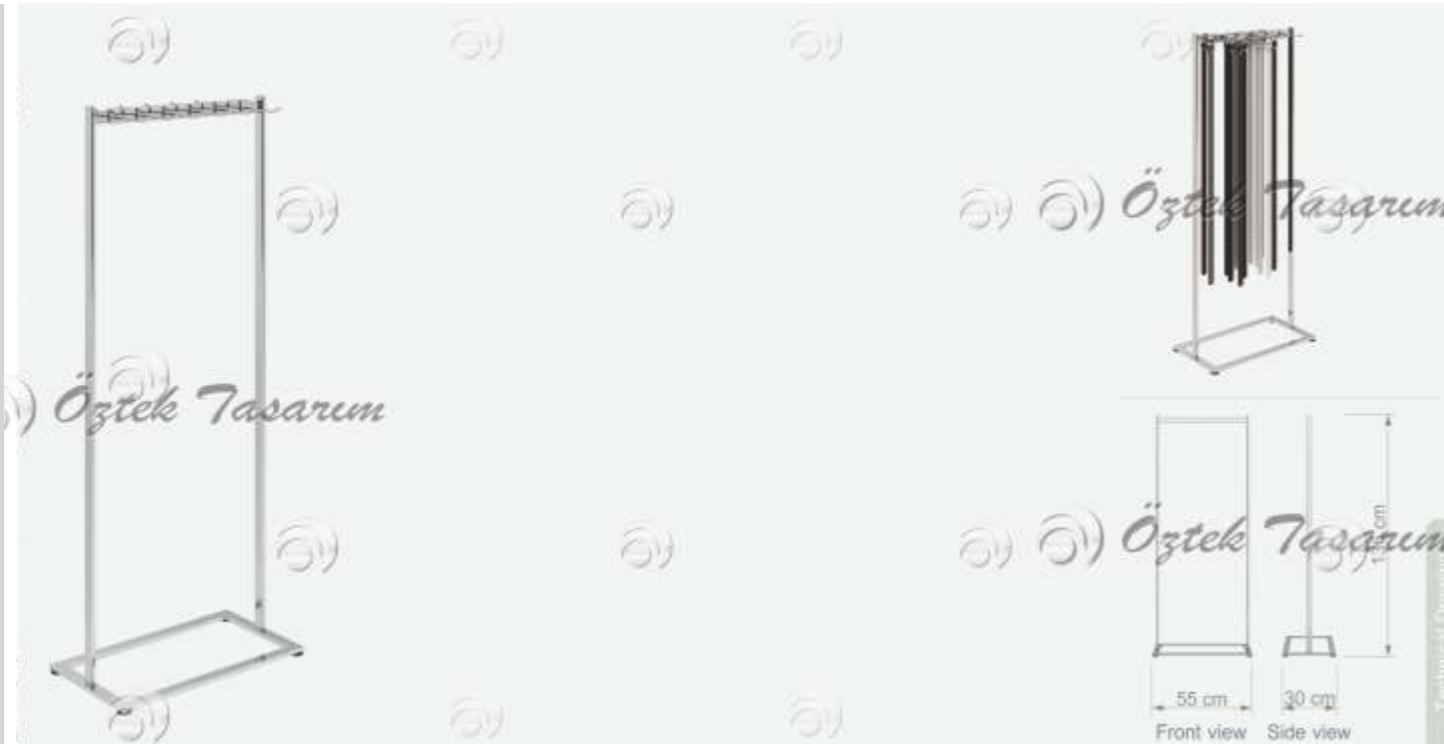 Öztek Tasarım
Öztek Tasarım
Öztek Tasarım
55 cm
30 cm
Front view
Side view